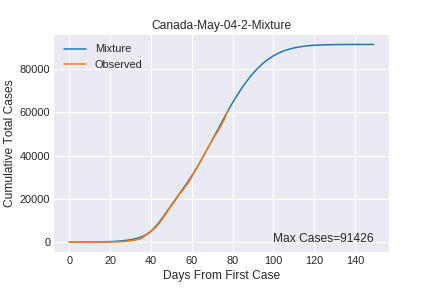 Canada-May-04-2-Mixture
Mixture
Observed
80000
60000
40000
20000
0
Cumulative Total Cases
Max Cases=91426
0 20 40 60 80 100 120 140
Days From First Case